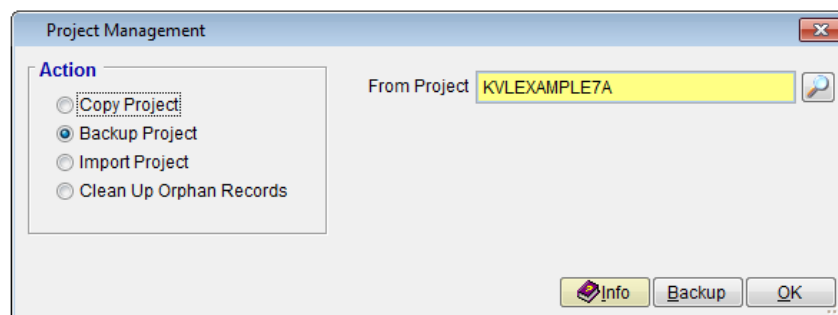 Project Management
Action
Copy Project
Backup Project
Import Project
Clean Up Orphan Records
From Project KVLEXAMPLE7A
Info Backup OK